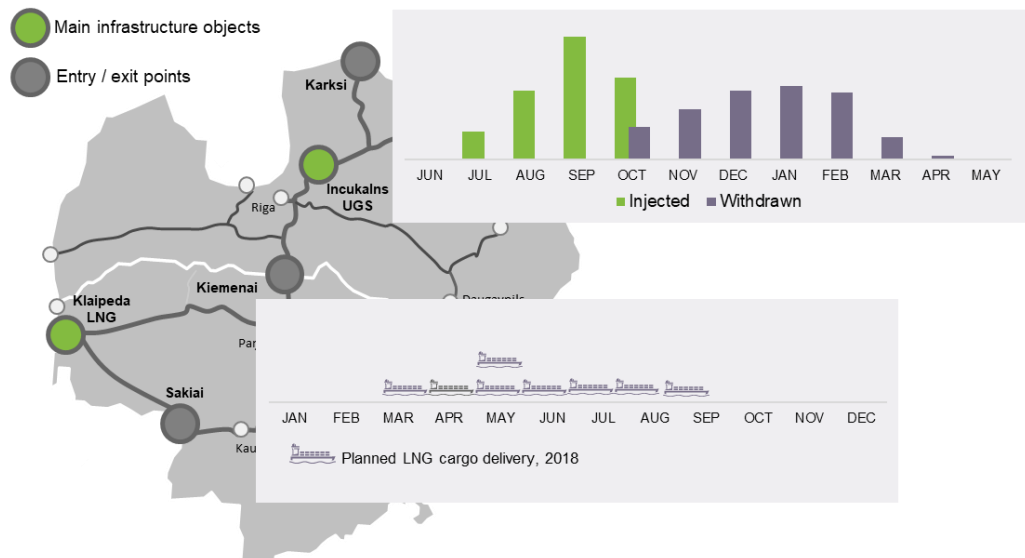 Main infrastructure objects
Entry / exit points
Karksi
Incukalns
UGS
Riga
Kiemenai
Klaipeda
LNG
Sakiai
JUN JUL AUG SEP OCT NOV DEC JAN FEB MAR APR MAY
Injected Withdrawn
JAN FEB MAR APR MAY JUN JUL AUG SEP OCT NOV DEC
Planned LNG cargo delivery, 2018